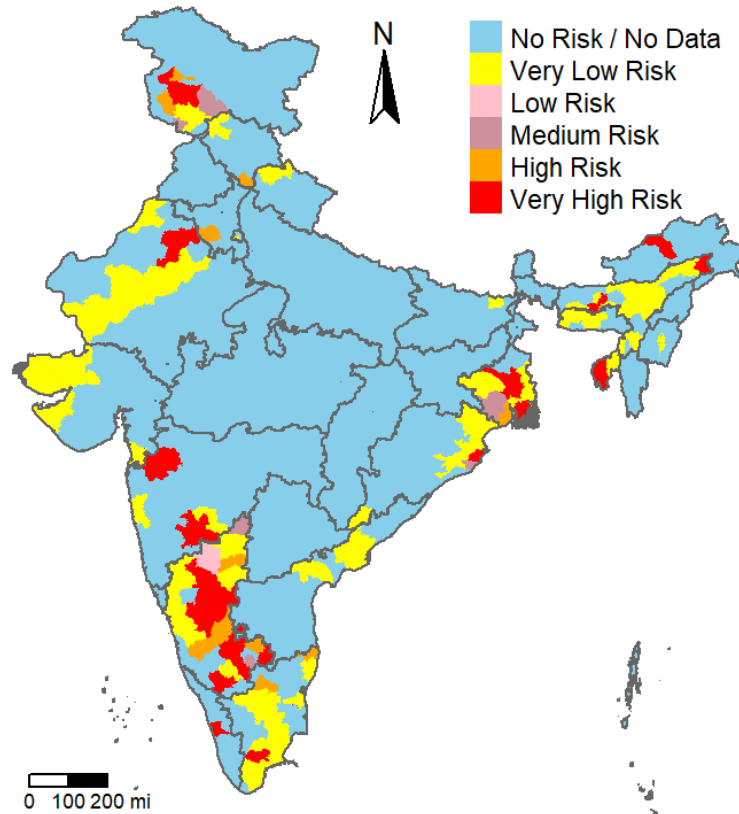 N
No Risk / No Data
Very Low Risk
Low Risk
Medium Risk
High Risk
Very High Risk
0 100 200 mi